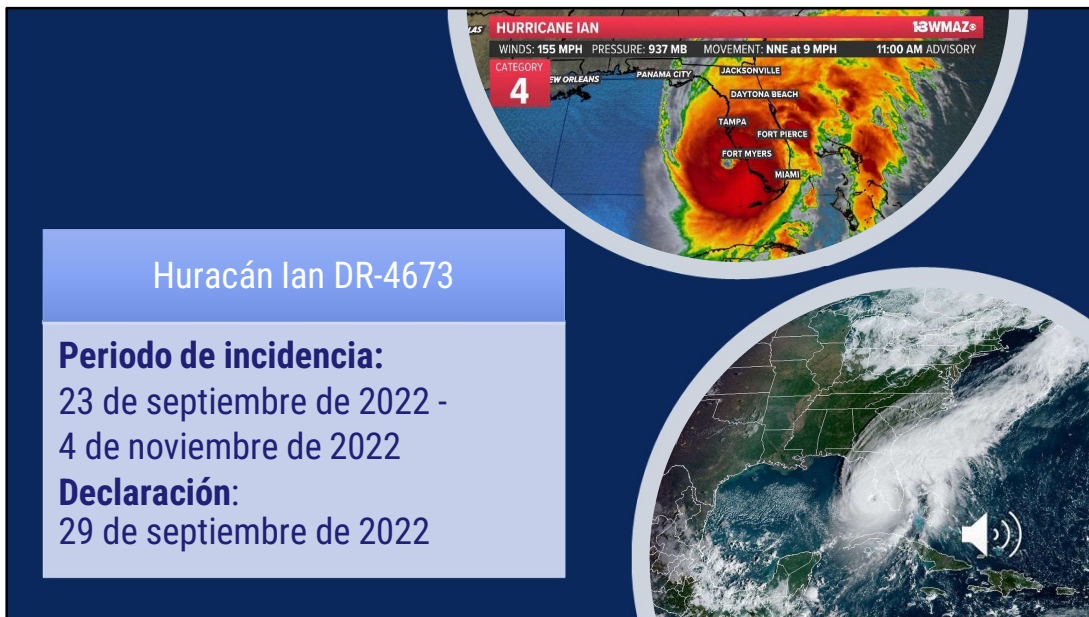 HURRICANE IAN
13WMAZ
WINDS: 155 MPH PRESSURE: 937 MB MOVEMENT: NNE at 9 MPH 11:00 AM ADVISORY
CATEGORY
4
PANAMA CITY
JACKSONVILLE
DAYTONA BEACH
TAMPA
FORT PIERCE
FORT MYERS
MIAMI
Huracán Ian DR-4673
Periodo de incidencia:
23 de septiembre de 2022 -
4 de noviembre de 2022
Declaración:
29 de septiembre de 2022